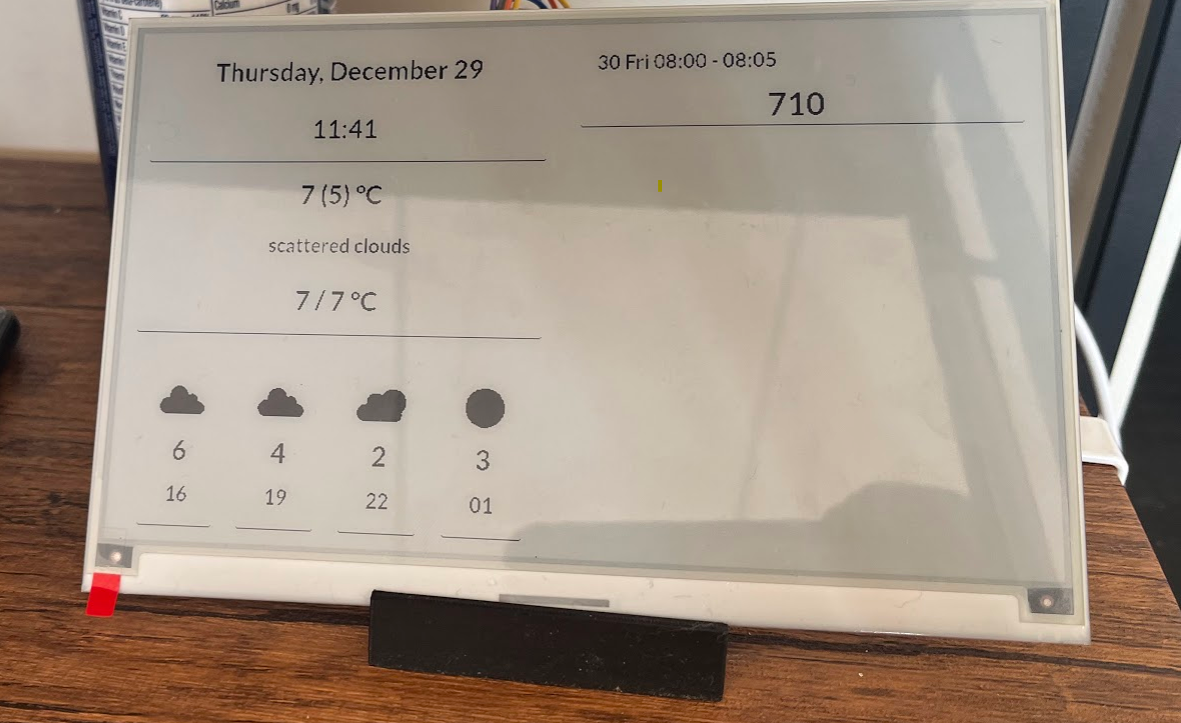 Calcium
Thursday, December 29
11:41
7 (5) °C
scattered clouds
7 / 7 °C
6 4 2 3
16 19 22 01
30 Fri 08:00 - 08:05
710